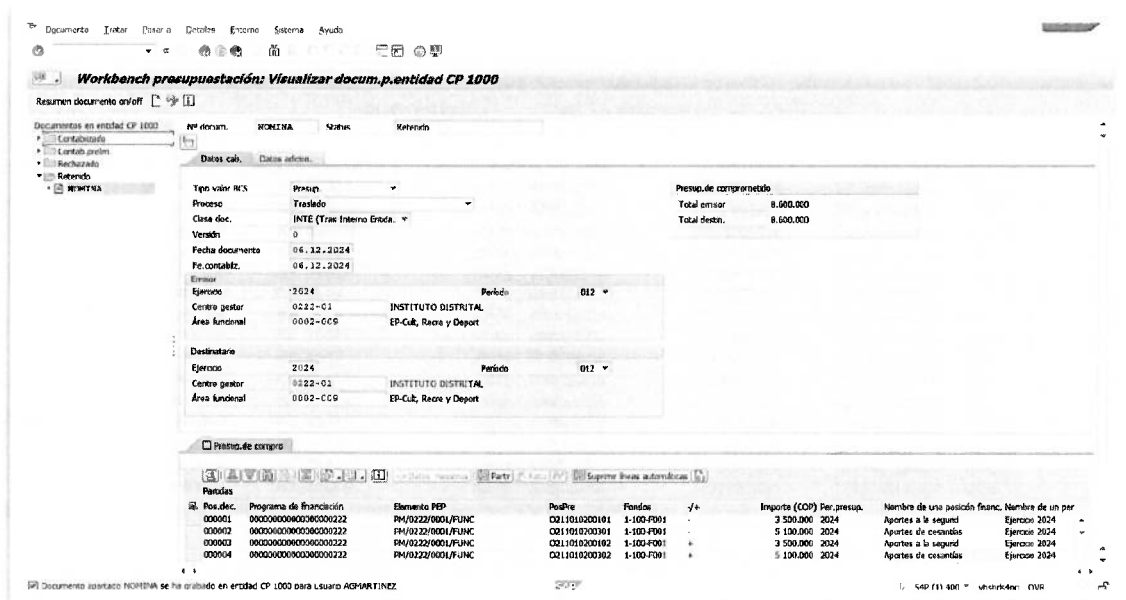 Documento Tratar Pasar a Detalles Entorno Sistema Ayuda
Workbench presupuestación: Visualizar docum.p.entidad CP 1000
Resumen documento on/off
Documentos en entidad CP 1000
Contabilizado
Contab.prelim.
Rechazado
Retenido
NOMINA
Nº docum. NOMINA Status Retenido
Datos cab. Datos adicion.
Tipo valor BCS Presup.
Proceso Traslado
Clase doc. INTE (Tras Interno Entida.
Versión 0
Fecha documento 06.12.2024
Fe.contabiz. 06.12.2024
Presup.de comprometido
Total emisor 8.600.000
Total destin. 8.600.000
Emisor
Ejercicio 2024 Período 012
Centro gestor 0222-01 INSTITUTO DISTRITAL
Área funcional 0002-009 EP-Cult, Recre y Deport
Destinatario
Ejercicio 2024 Período 012
Centro gestor 0222-01 INSTITUTO DISTRITAL
Área funcional EP-Cult, Recre y Deport
Presup.de compro
Partir Suprimir líneas automáticas
Partidas
Pos.doc. Programa de financiación Elemento PEP PosPre Fondos -/+ Importe (COP) Per.presup. Nombre de una posición financ. Nombre de un per
000001 PM/0222/0001/FUNC O211010200101 1-100-F001 - 3.500.000 2024 Aportes a la segurid Ejercicio 2024
000002 PM/0222/0001/FUNC O211010200301 1-100-F001 - 5.100.000 2024 Aportes de cesantías Ejercicio 2024
000003 PM/0222/0001/FUNC O211010200102 1-100-F001 + 3.500.000 2024 Aportes a la segurid Ejercicio 2024
000004 PM/0222/0001/FUNC O211010200302 1-100-F001 + 5.100.000 2024 Aportes de cesantías Ejercicio 2024
Documento apartado NOMINA se ha grabado en entidad CP 1000 para usuario AGMARTINEZ
SAP
SAP (1) 400 OVR